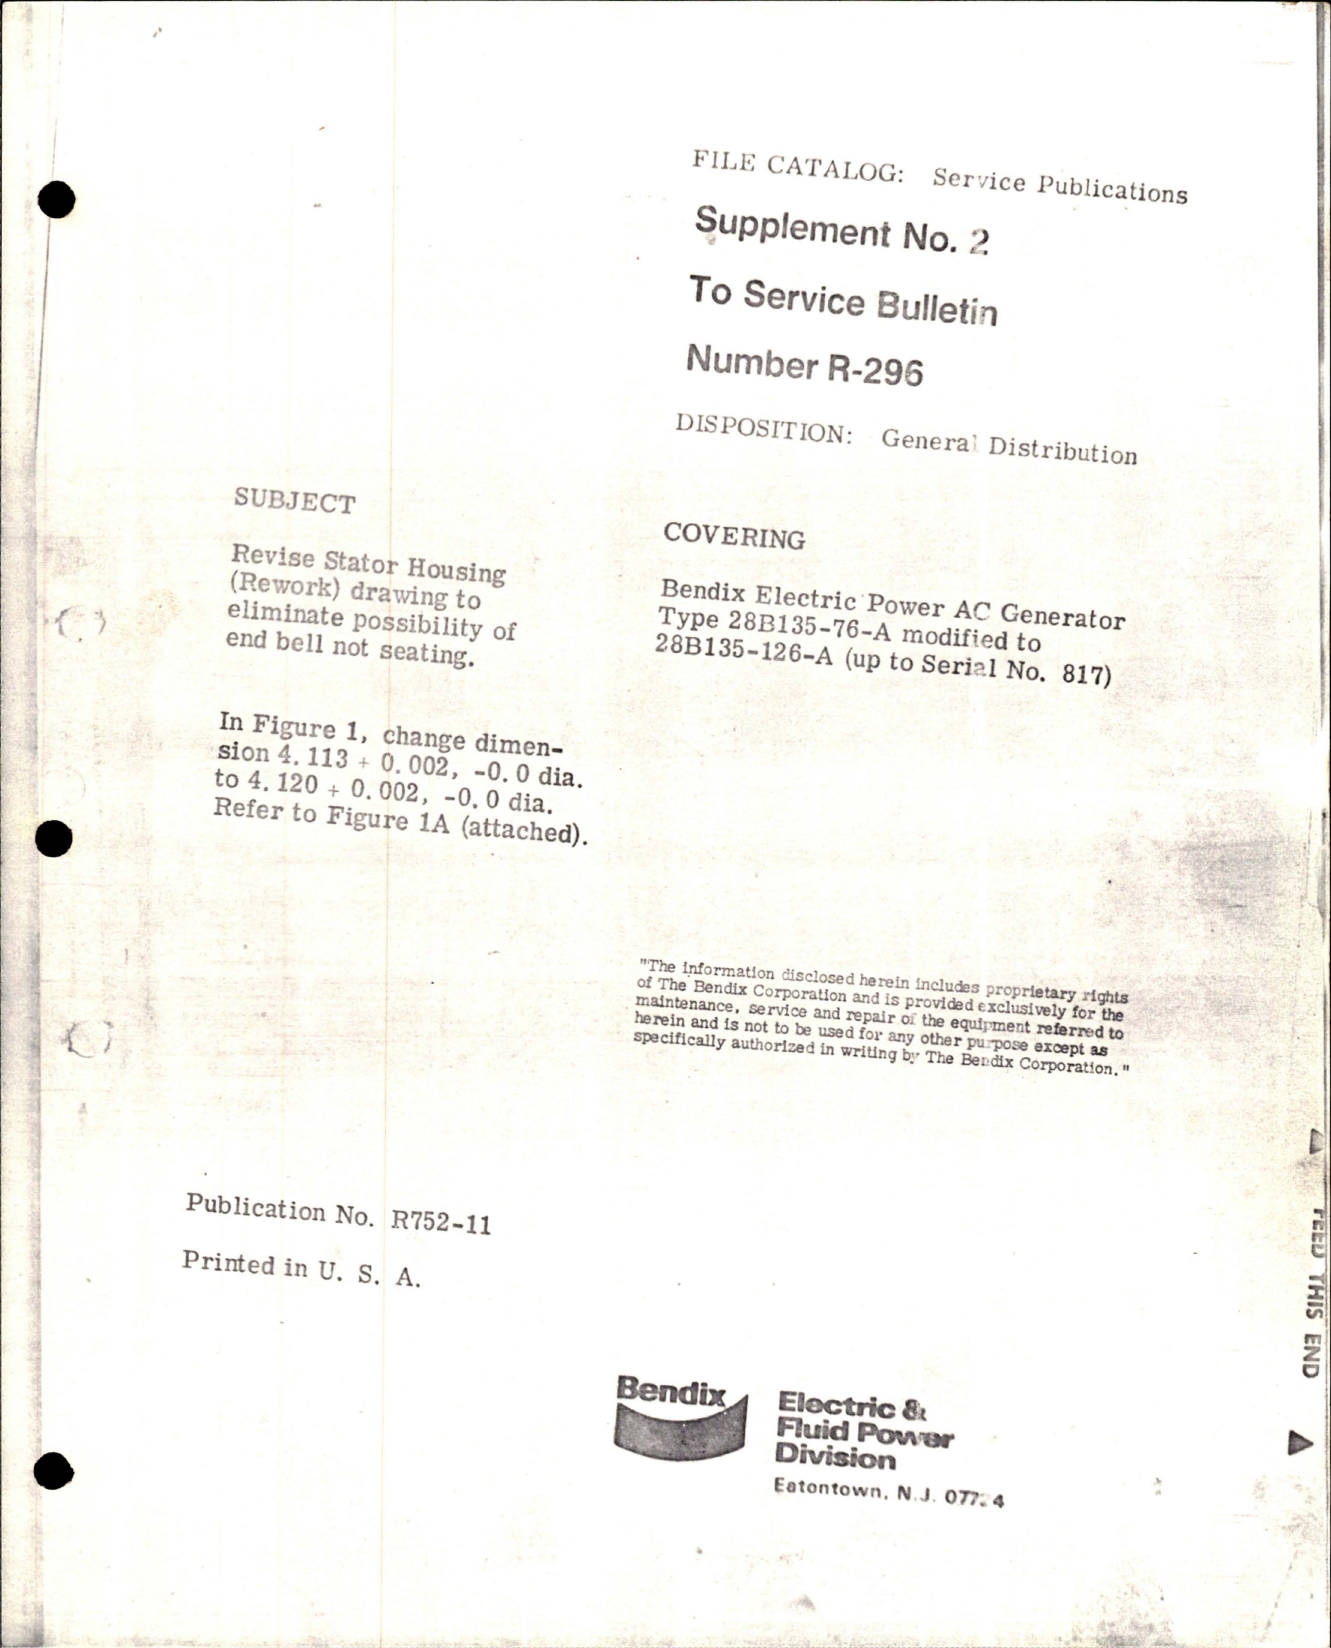 FILE CATALOG: Service Publications
Supplement No. 2
To Service Bulletin
Number R-296
DISPOSITION: General Distribution
SUBJECT
Revise Stator Housing
(Rework) drawing to
eliminate possibility of
end bell not seating.
In Figure 1, change dimen-
sion 4.113 + 0.002, -0.0 dia.
to 4.120 + 0.002, -0.0 dia.
Refer to Figure 1A (attached).
COVERING
Bendix Electric Power AC Generator
Type 28B135-76-A modified to
28B135-126-A (up to Serial No. 817)
"The information disclosed herein includes proprietary rights
of The Bendix Corporation and is provided exclusively for the
maintenance, service and repair of the equipment referred to
herein and is not to be used for any other purpose except as
specifically authorized in writing by The Bendix Corporation."
Publication No. R752-11
Printed in U. S. A.
Bendix
Electric &
Fluid Power
Division
Eatontown, N.J.
FEED THIS END